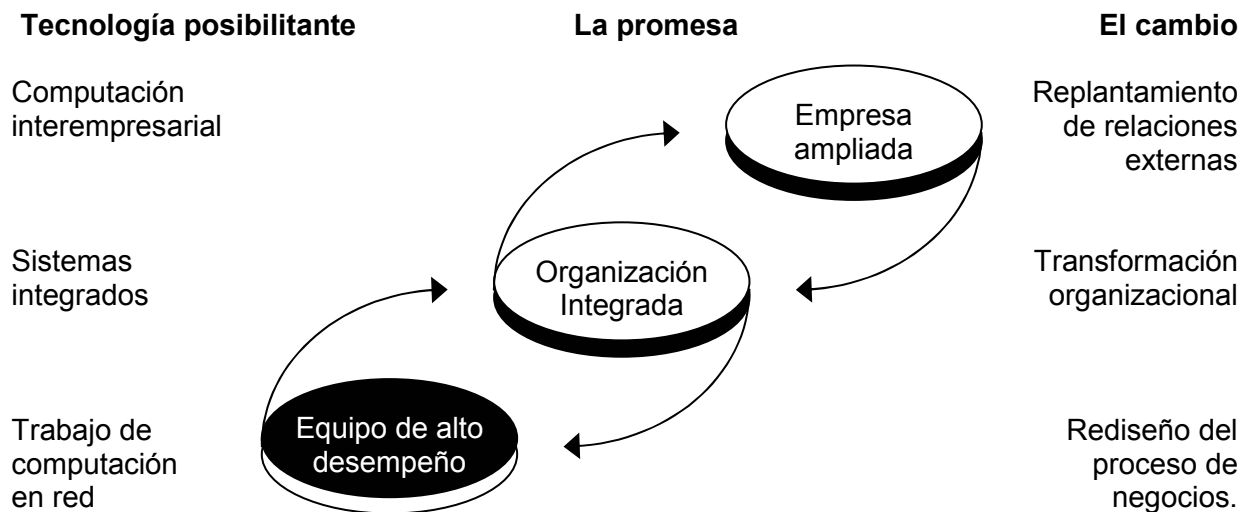 Tecnología posibilitante
La promesa
El cambio
Computación
interempresarial
Empresa
ampliada
Replantamiento
de relaciones
externas
Sistemas
integrados
Organización
Integrada
Transformación
organizacional
Trabajo de
computación
en red
Equipo de alto
desempeño
Rediseño del
proceso de
negocios.